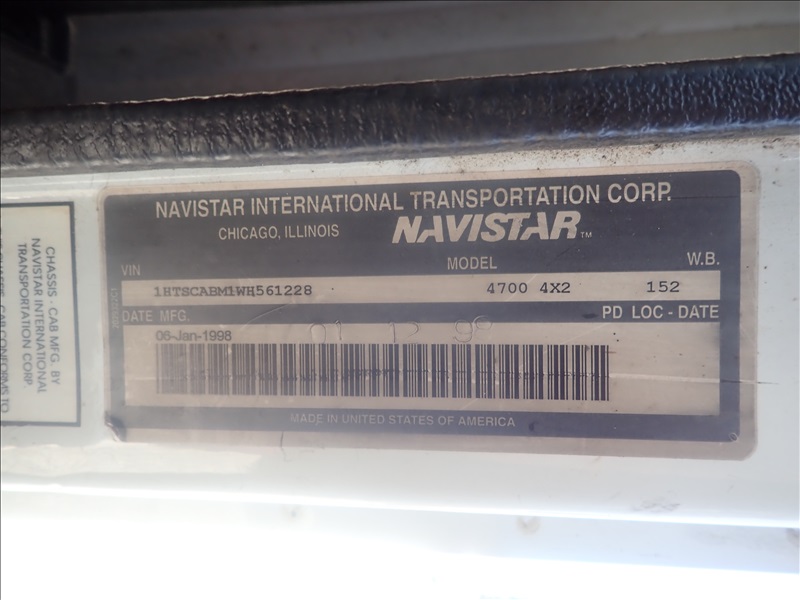 NAVISTAR INTERNATIONAL TRANSPORTATION CORP.
CHICAGO, ILLINOIS NAVISTAR™
VIN MODEL W.B.
1HTSCABM1WH561228 4700 4X2 152
DATE MFG. PD LOC - DATE
06-Jan-1998
MADE IN UNITED STATES OF AMERICA
CHASSIS - CAB MFG. BY
NAVISTAR INTERNATIONAL
TRANSPORTATION CORP.